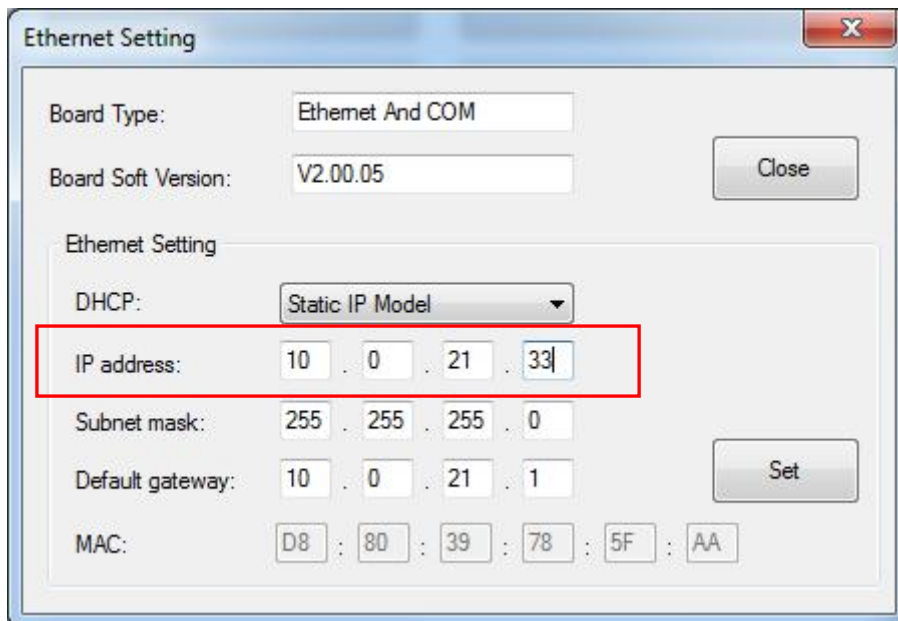 Ethernet Setting
Board Type: Ethernet And COM
Board Soft Version: V2.00.05
Close
Ethernet Setting
DHCP: Static IP Model
IP address: 10 . 0 . 21 . 33
Subnet mask: 255 . 255 . 255 . 0
Default gateway: 10 . 0 . 21 . 1
Set
MAC: D8 : 80 : 39 : 78 : 5F : AA